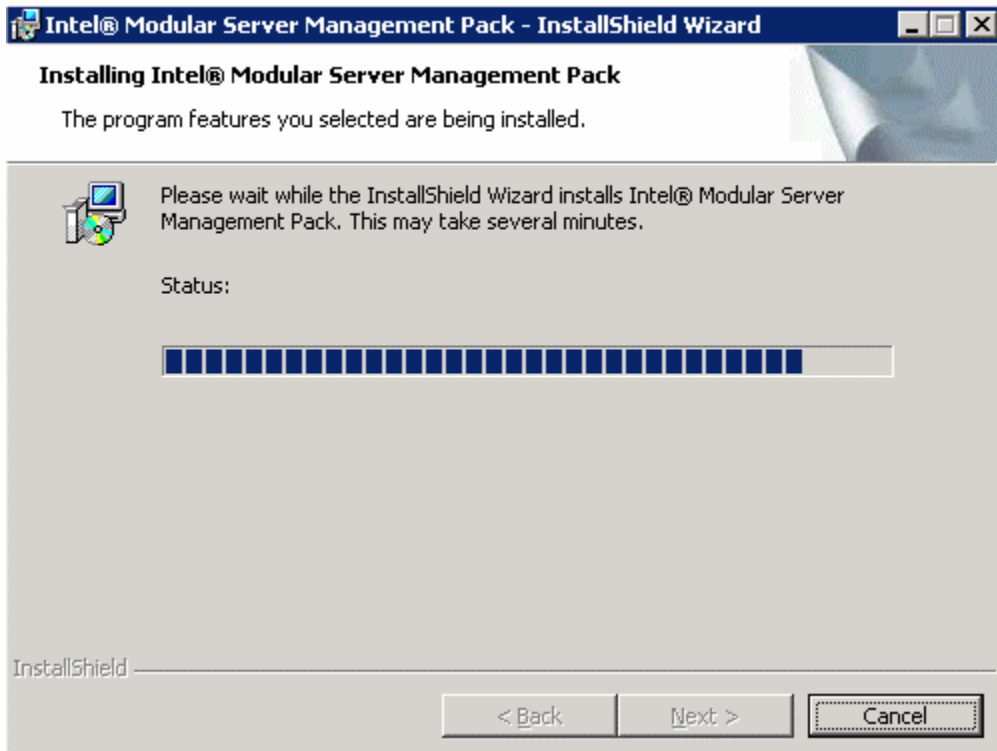 Intel® Modular Server Management Pack - InstallShield Wizard
Installing Intel® Modular Server Management Pack
The program features you selected are being installed.
Please wait while the InstallShield Wizard installs Intel® Modular Server
Management Pack. This may take several minutes.
Status:
InstallShield
< Back
Next >
Cancel